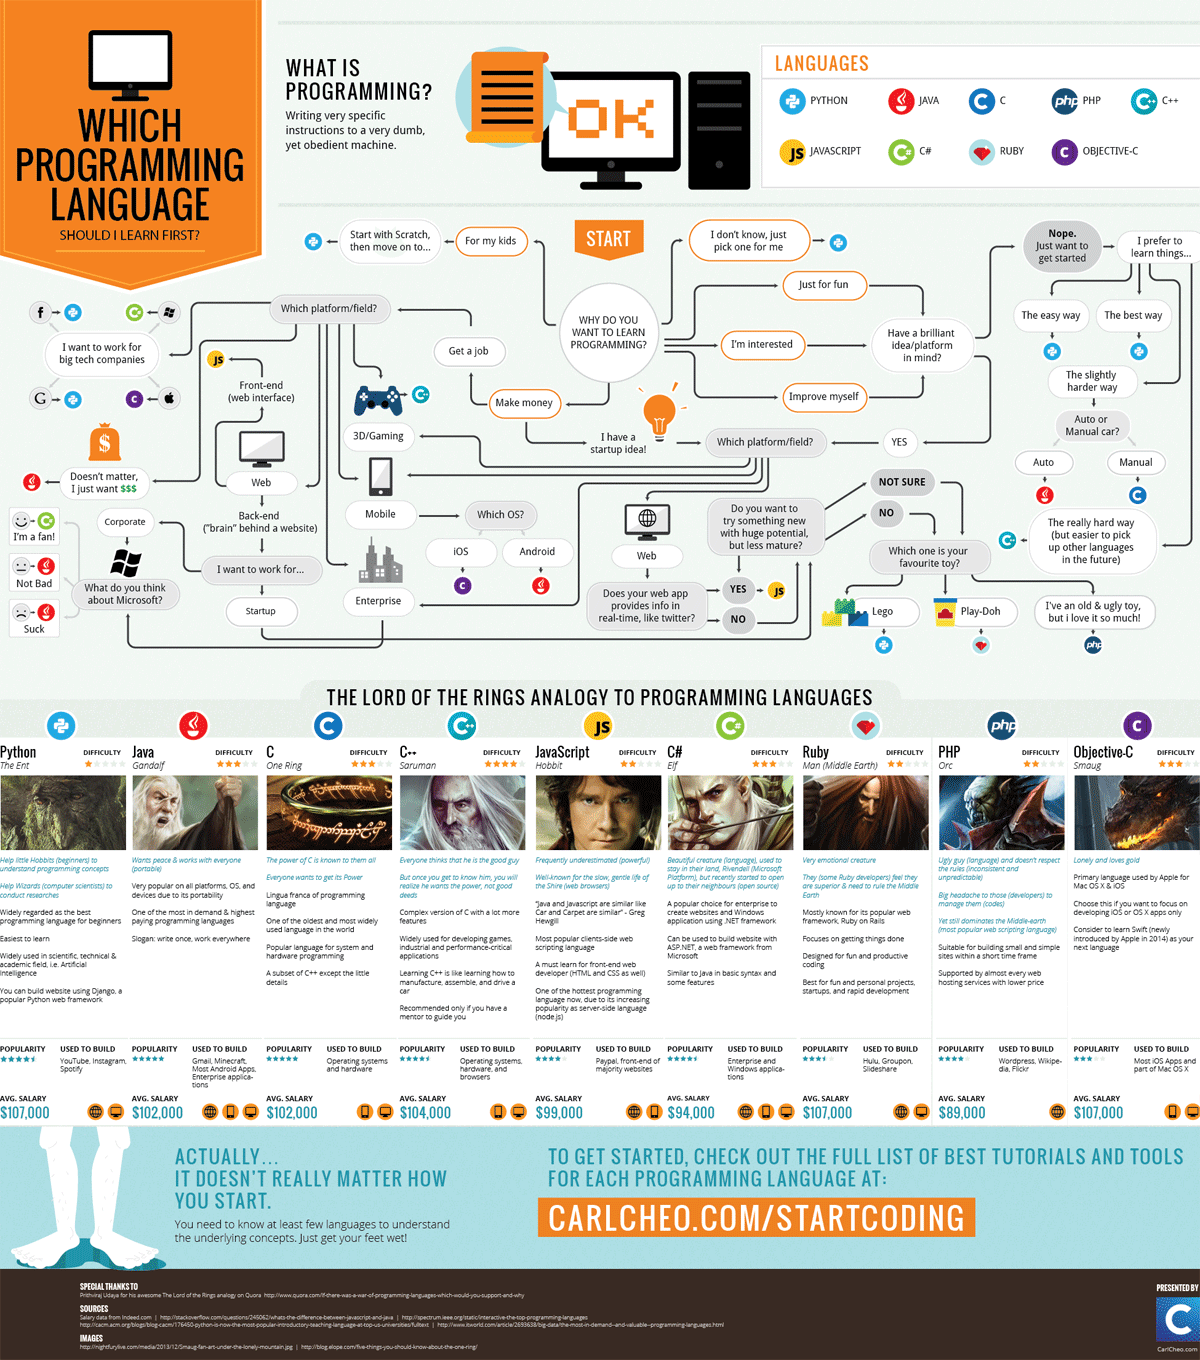 WHICH
PROGRAMMING
LANGUAGE
SHOULD I LEARN FIRST?
WHAT IS
PROGRAMMING?
Writing very specific
instructions to a very dumb,
yet obedient machine.
OK
LANGUAGES
PYTHON
JAVA
C
php PHP
C++ C++
JS JAVASCRIPT
C# C#
RUBY
C OBJECTIVE-C
START
Start with Scratch,
then move on to...
For my kids
I don't know, just
pick one for me
Nope.
Just want to
get started
I prefer to
learn things...
Just for fun
WHY DO YOU
WANT TO LEARN
PROGRAMMING?
I'm interested
Have a brilliant
idea/platform
in mind?
Improve myself
The easy way
The best way
The slightly
harder way
Auto or
Manual car?
Auto
Manual
The really hard way
(but easier to pick
up other languages
in the future)
Which platform/field?
Get a job
Make money
I have a
startup idea!
Which platform/field?
YES
I want to work for
big tech companies
Front-end
(web interface)
3D/Gaming
Doesn't matter,
I just want $$$
Web
Back-end
("brain" behind a website)
Mobile
Which OS?
iOS
Android
Corporate
I'm a fan!
Not Bad
Suck
What do you think
about Microsoft?
I want to work for...
Startup
Enterprise
Web
Does your web app
provides info in
real-time, like twitter?
YES
NO
Do you want to
try something new
with huge potential,
but less mature?
NOT SURE
NO
Which one is your
favourite toy?
Lego
Play-Doh
I've an old & ugly toy,
but i love it so much!
THE LORD OF THE RINGS ANALOGY TO PROGRAMMING LANGUAGES
Python
The Ent
DIFFICULTY
Help little Hobbits (beginners) to
understand programming concepts
Help Wizards (computer scientists) to
conduct researches
Widely regarded as the best
programming language for beginners
Easiest to learn
Widely used in scientific, technical &
academic field, i.e. Artificial
Intelligence
You can build website using Django, a
popular Python web framework
POPULARITY
USED TO BUILD
YouTube, Instagram,
Spotify
AVG. SALARY
$107,000
Java
Gandalf
DIFFICULTY
Wants peace & works with everyone
(portable)
Very popular on all platforms, OS, and
devices due to its portability
One of the most in demand & highest
paying programming languages
Slogan: write once, work everywhere
POPULARITY
USED TO BUILD
Gmail, Minecraft,
Most Android Apps,
Enterprise applica-
tions
AVG. SALARY
$102,000
C
One Ring
DIFFICULTY
The power of C is known to them all
Everyone wants to get its Power
Lingua franca of programming
language
One of the oldest and most widely
used language in the world
Popular language for system and
hardware programming
A subset of C++ except the little
details
POPULARITY
USED TO BUILD
Operating systems
and hardware
AVG. SALARY
$102,000
C++
Saruman
DIFFICULTY
Everyone thinks that he is the good guy
But once you get to know him, you will
realize he wants the power, not good
deeds
Complex version of C with a lot more
features
Widely used for developing games,
industrial and performance-critical
applications
Learning C++ is like learning how to
manufacture, assemble, and drive a
car
Recommended only if you have a
mentor to guide you
POPULARITY
USED TO BUILD
Operating systems,
hardware, and
browsers
AVG. SALARY
$104,000
JavaScript
Hobbit
DIFFICULTY
Frequently underestimated (powerful)
Well-known for the slow, gentle life of
the Shire (web browsers)
"Java and Javascript are similar like
Car and Carpet are similar" - Greg
Hewgill
Most popular clients-side web
scripting language
A must learn for front-end web
developer (HTML and CSS as well)
One of the hottest programming
language now, due to its increasing
popularity as server-side language
(node.js)
POPULARITY
USED TO BUILD
Paypal, front-end of
majority websites
AVG. SALARY
$99,000
C#
Elf
DIFFICULTY
Beautiful creature (language), used to
stay in their land, Rivendell (Microsoft
Platform), but recently started to open
up to their neighbours (open source)
A popular choice for enterprise to
create websites and Windows
application using .NET framework
Can be used to build website with
ASP.NET, a web framework from
Microsoft
Similar to Java in basic syntax and
some features
POPULARITY
USED TO BUILD
Enterprise and
Windows applica-
tions
AVG. SALARY
$94,000
Ruby
Man (Middle Earth)
DIFFICULTY
Very emotional creature
They (some Ruby developers) feel they
are superior & need to rule the Middle
Earth
Mostly known for its popular web
framework, Ruby on Rails
Focuses on getting things done
Designed for fun and productive
coding
Best for fun and personal projects,
startups, and rapid development
POPULARITY
USED TO BUILD
Hulu, Groupon,
Slideshare
AVG. SALARY
$107,000
PHP
Orc
DIFFICULTY
Ugly guy (language) and doesn't respect
the rules (inconsistent and
unpredictable)
Big headache to those (developers) to
manage them (codes)
Yet still dominates the Middle-earth
(most popular web scripting language)
Suitable for building small and simple
sites within a short time frame
Supported by almost every web
hosting services with lower price
POPULARITY
USED TO BUILD
Wordpress, Wikipe-
dia, Flickr
AVG. SALARY
$89,000
Objective-C
Smaug
DIFFICULTY
Lonely and loves gold
Primary language used by Apple for
Mac OS X & iOS
Choose this if you want to focus on
developing iOS or OS X apps only
Consider to learn Swift (newly
introduced by Apple in 2014) as your
next language
POPULARITY
USED TO BUILD
Most iOS Apps and
part of Mac OS X
AVG. SALARY
$107,000
ACTUALLY...
IT DOESN'T REALLY MATTER HOW
YOU START.
You need to know at least few languages to understand
the underlying concepts. Just get your feet wet!
TO GET STARTED, CHECK OUT THE FULL LIST OF BEST TUTORIALS AND TOOLS
FOR EACH PROGRAMMING LANGUAGE AT:
CARLCHEO.COM/STARTCODING
SPECIAL THANKS TO
Prithviraj Udaya for his awesome The Lord of the Rings analogy on Quora http://www.quora.com/If-there-was-a-war-of-programming-languages-which-would-you-support-and-why
SOURCES
Salary data from Indeed.com | http://stackoverflow.com/questions/245062/whats-the-difference-between-javascript-and-java | http://spectrum.ieee.org/static/interactive-the-top-programming-languages
http://cacm.acm.org/blogs/blog-cacm/176450-python-is-now-the-most-popular-introductory-teaching-language-at-top-us-universities/fulltext | http://www.itworld.com/article/2693638/big-data/the-most-in-demand--and-valuable--programming-languages.html
IMAGES
http://nightfurylive.com/media/2013/12/Smaug-fan-art-under-the-lonely-mountain.jpg | http://blog.elope.com/five-things-you-should-know-about-the-one-ring/
PRESENTED BY
C
CarlCheo.com